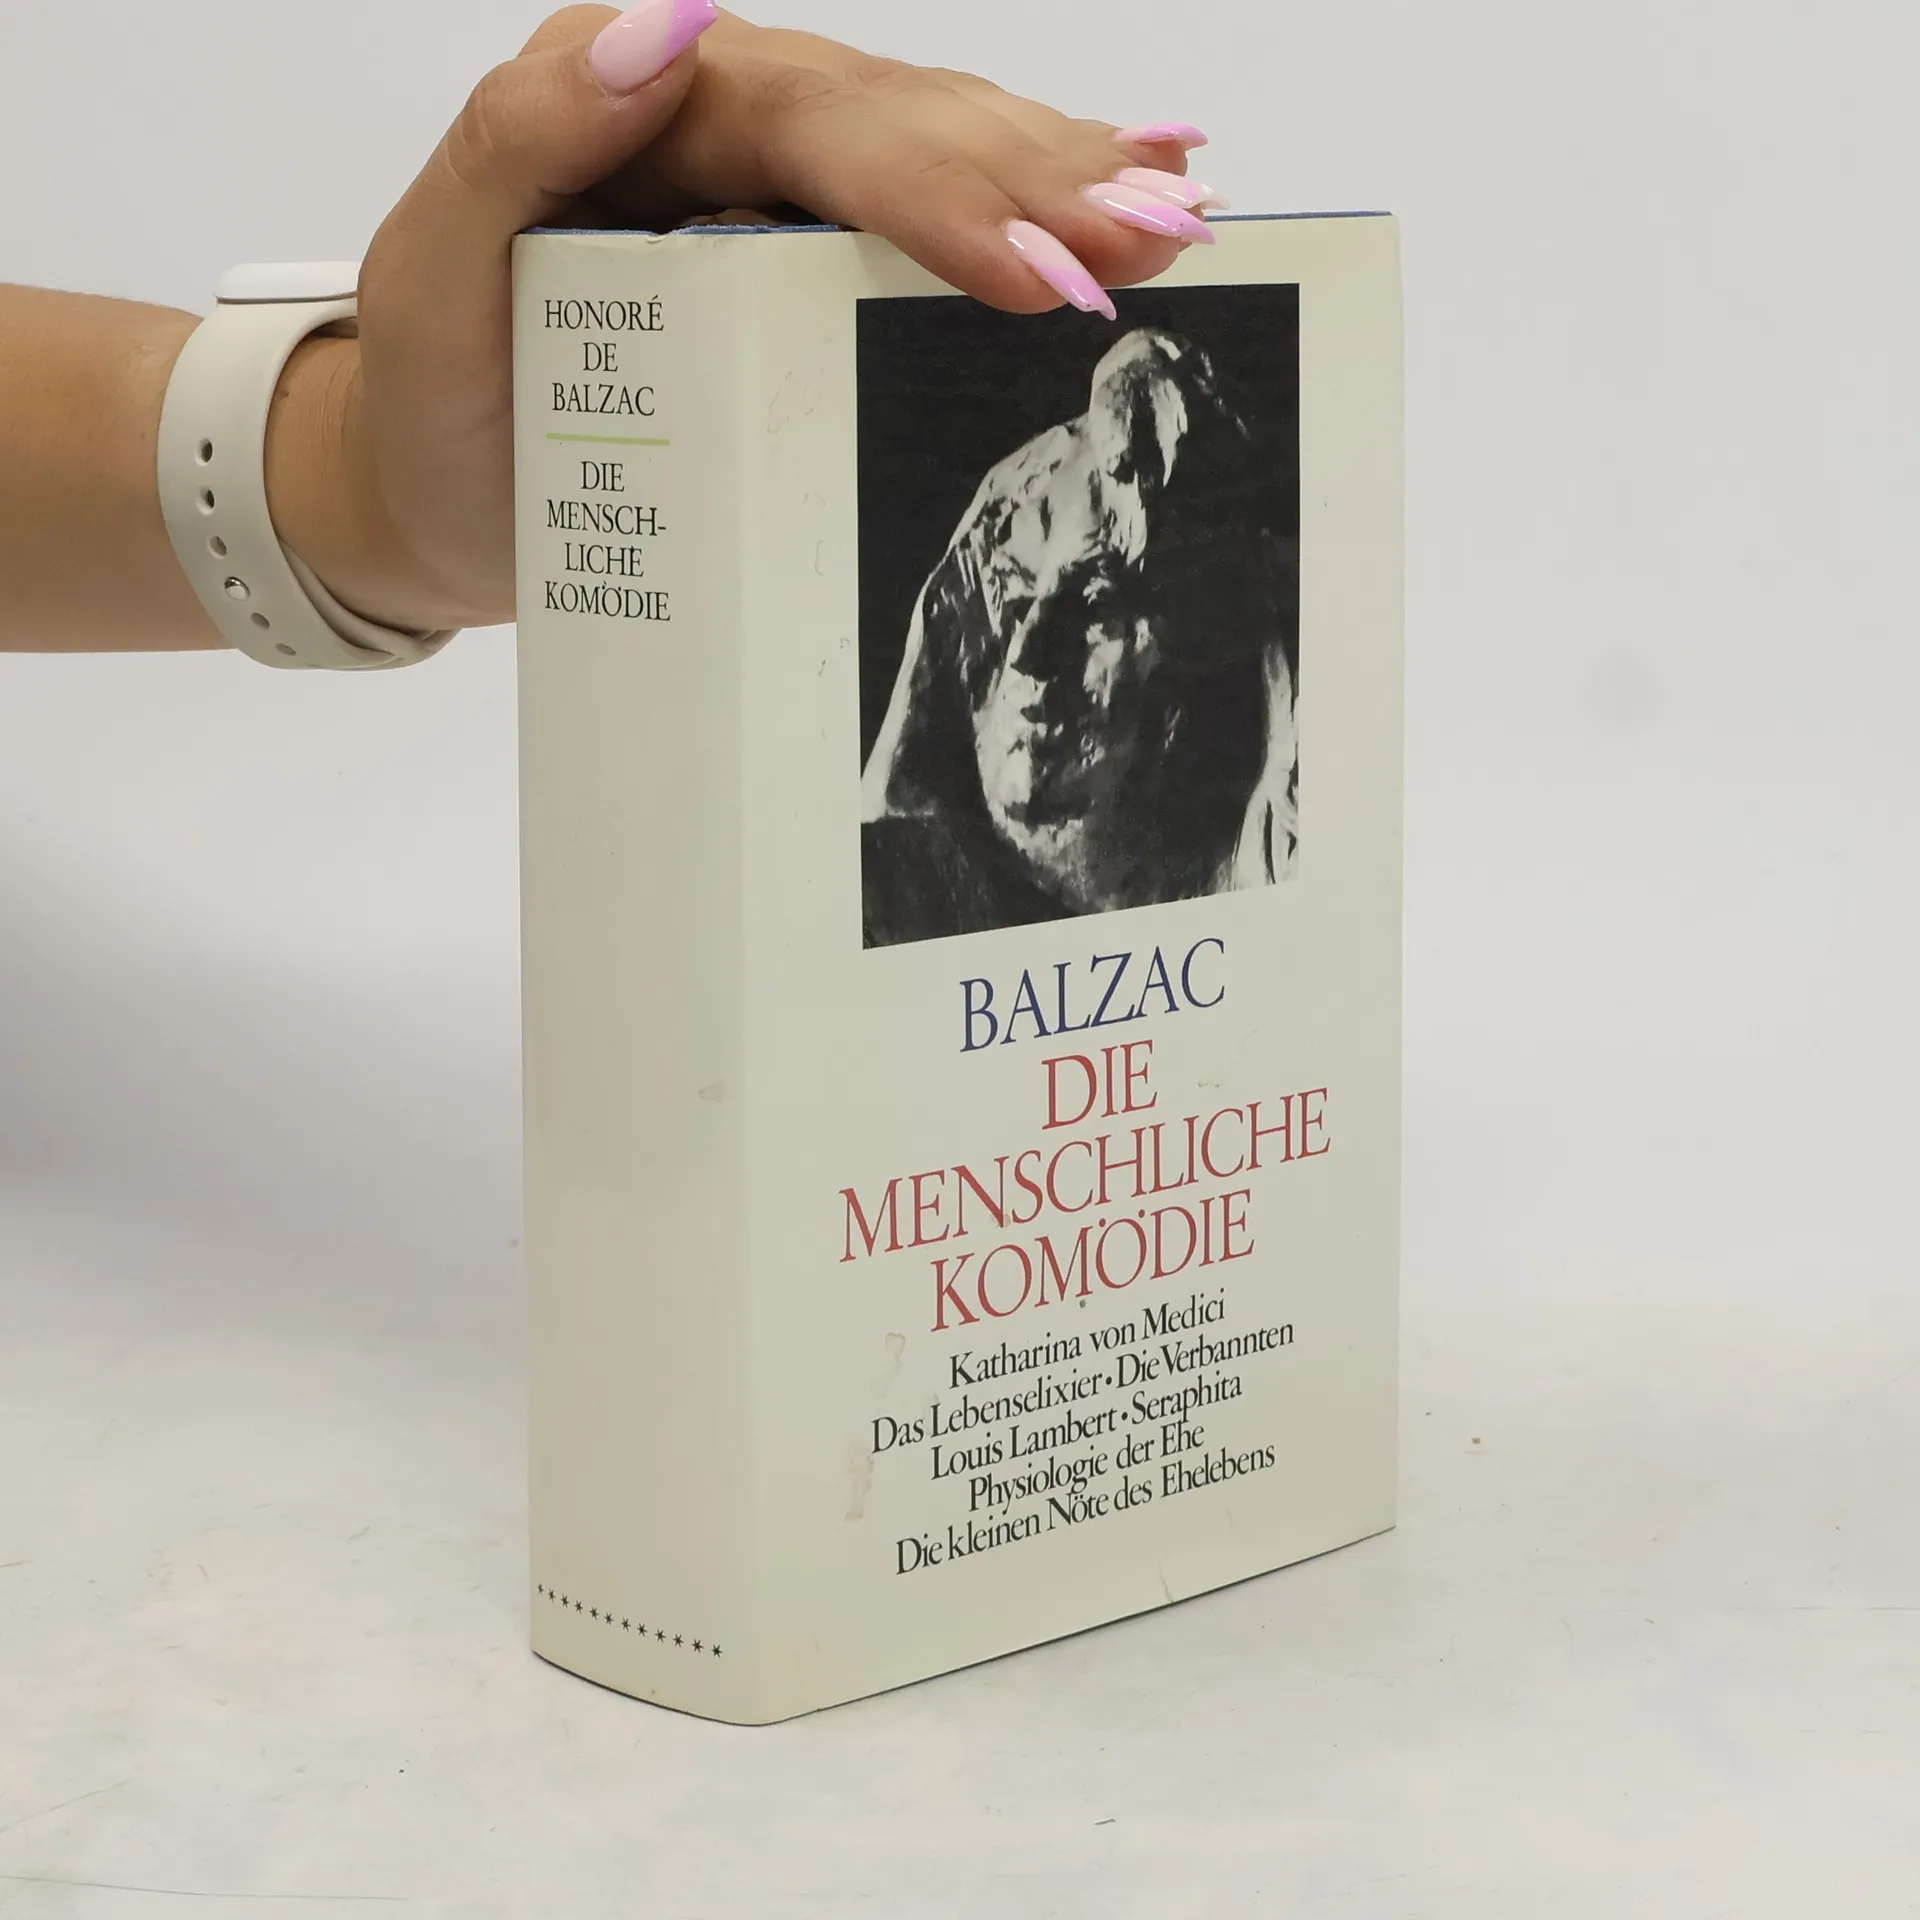 HONORÉ
DE
BALZAC
DIE
MENSCH-
LICHE
KOMÖDIE
************
BALZAC
DIE
MENSCHLICHE
KOMÖDIE
Katharina von Medici
Das Lebenselixier • Die Verbannten
Louis Lambert • Seraphita
Physiologie der Ehe
Die kleinen Nöte des Ehelebens